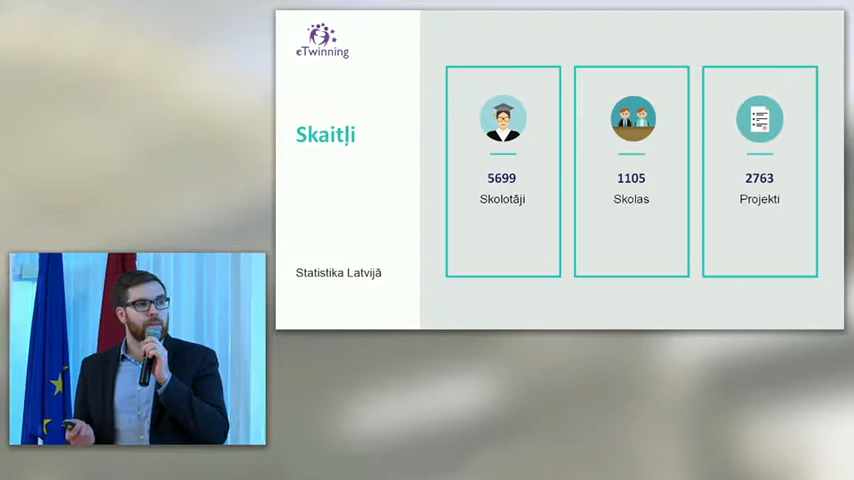 eTwinning
Skaitļi
Statistika Latvijā
5699
Skolotāji
1105
Skolas
2763
Projekti